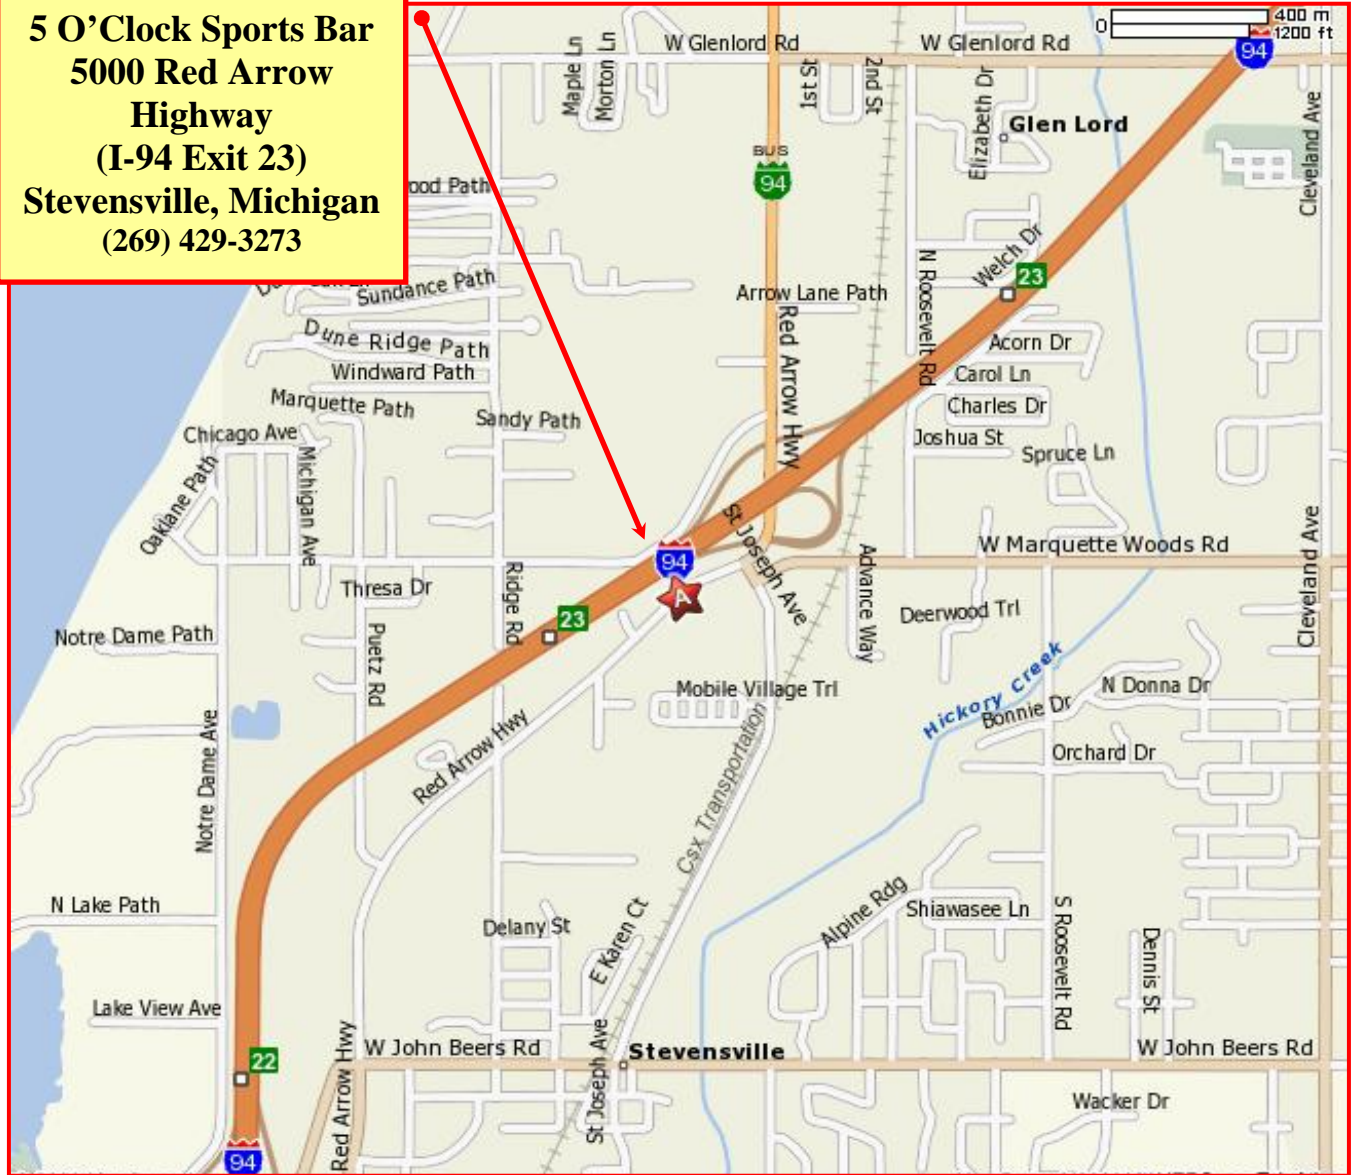 5 O’Clock Sports Bar
5000 Red Arrow
Highway
(I-94 Exit 23)
Stevensville, Michigan
(269) 429-3273
0
400 m
1200 ft
94
W Glenlord Rd
W Glenlord Rd
Maple Ln
Morton Ln
1st St
2nd St
Elizabeth Dr
Glen Lord
Cleveland Ave
BUS
94
Path
Welch Dr
23
N Roosevelt Rd
Sundance Path
Arrow Lane Path
Red Arrow Hwy
Dune Ridge Path
Acorn Dr
Windward Path
Carol Ln
Marquette Path
Charles Dr
Sandy Path
Chicago Ave
Joshua St
Michigan Ave
Spruce Ln
Oaklane Path
St Joseph Ave
Cleveland Ave
W Marquette Woods Rd
94
A
Advance Way
Thresa Dr
Ridge Rd
Deerwood Trl
23
Notre Dame Path
Puetz Rd
Hickory Creek
Mobile Village Trl
N Donna Dr
Bonnie Dr
Notre Dame Ave
Red Arrow Hwy
Orchard Dr
Csx Transportation
N Lake Path
Alpine Rdg
Shiawasee Ln
Delany St
E Karen Ct
S Roosevelt Rd
Dennis St
Lake View Ave
Red Arrow Hwy
W John Beers Rd
St Joseph Ave
Stevensville
W John Beers Rd
22
Wacker Dr
94